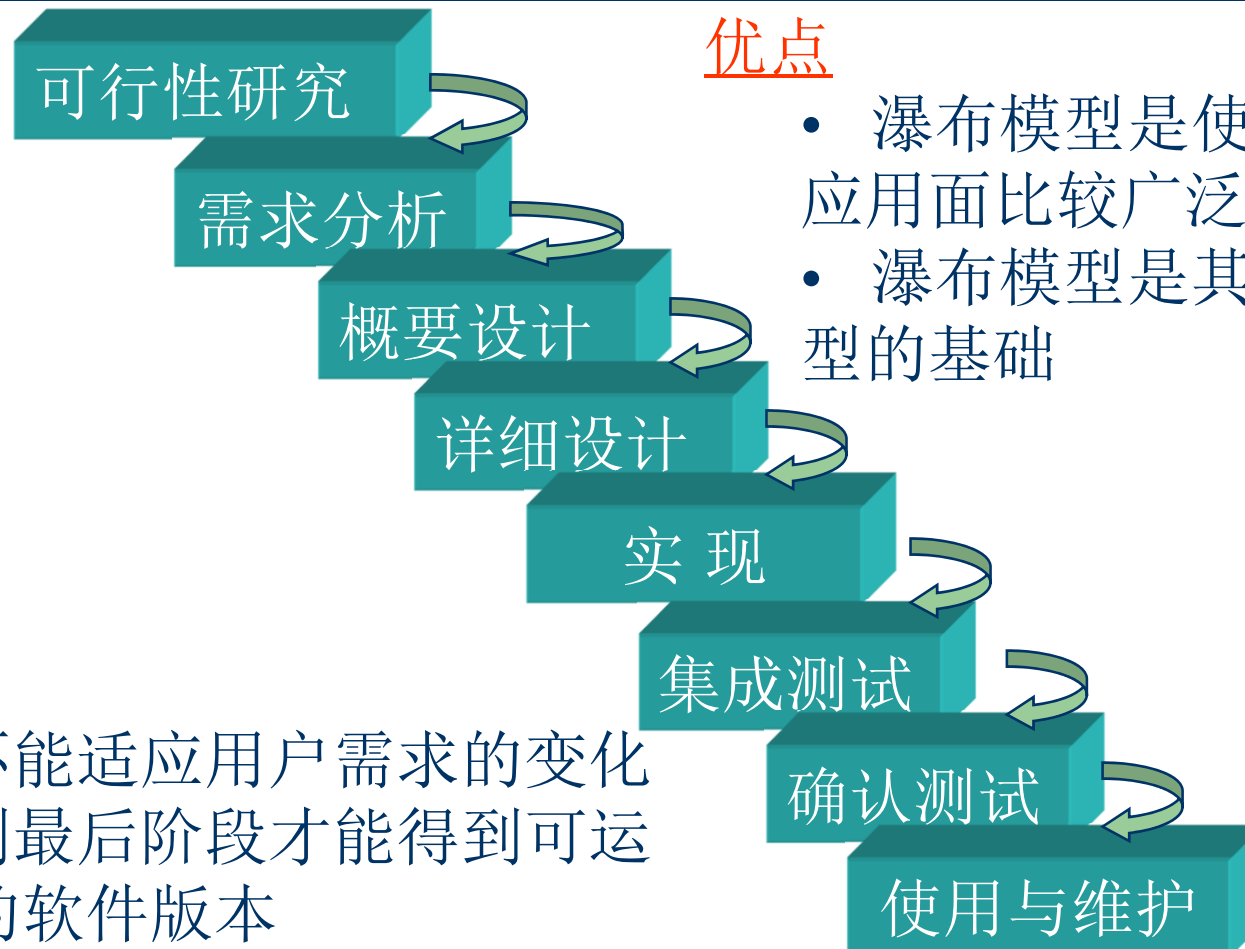 可行性研究
需求分析
概要设计
详细设计
实 现
集成测试
确认测试
使用与维护
优点
• 瀑布模型是使
应用面比较广泛
• 瀑布模型是其
型的基础
能适应用户需求的变化
最后阶段才能得到可运
的软件版本